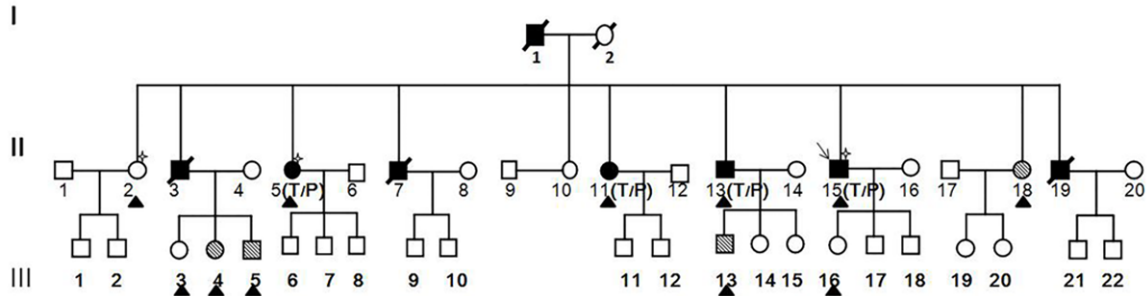 I
1 2
II
1 2 3 4 5(T/P) 6 7 8 9 10 11(T/P) 12 13(T/P) 14 15(T/P) 16 17 18 19 20
1 2 3 4 5 6 7 8 9 10 11 12 13 14 15 16 17 18 19 20 21 22
III